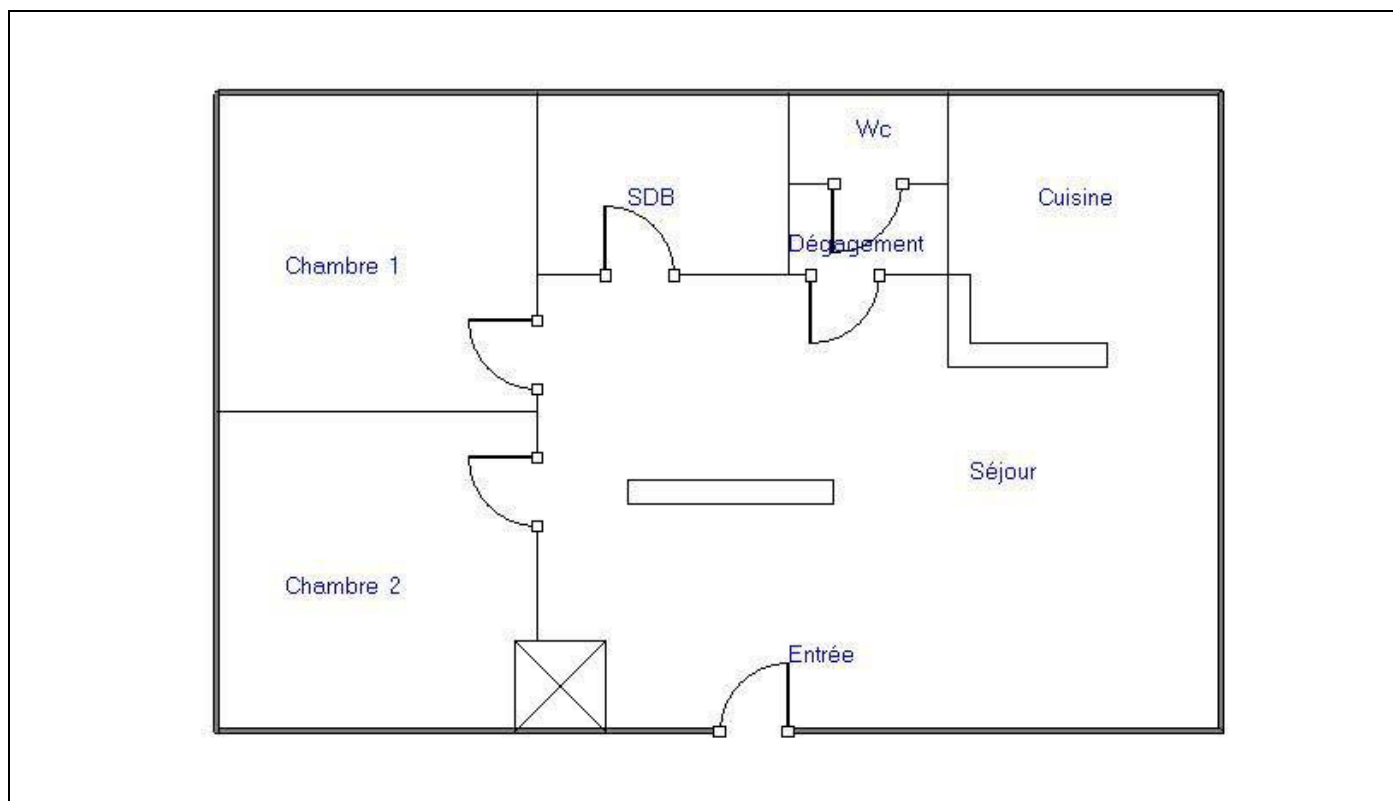 Wc
SDB
Cuisine
Dégagement
Chambre 1
Séjour
Chambre 2
Entrée